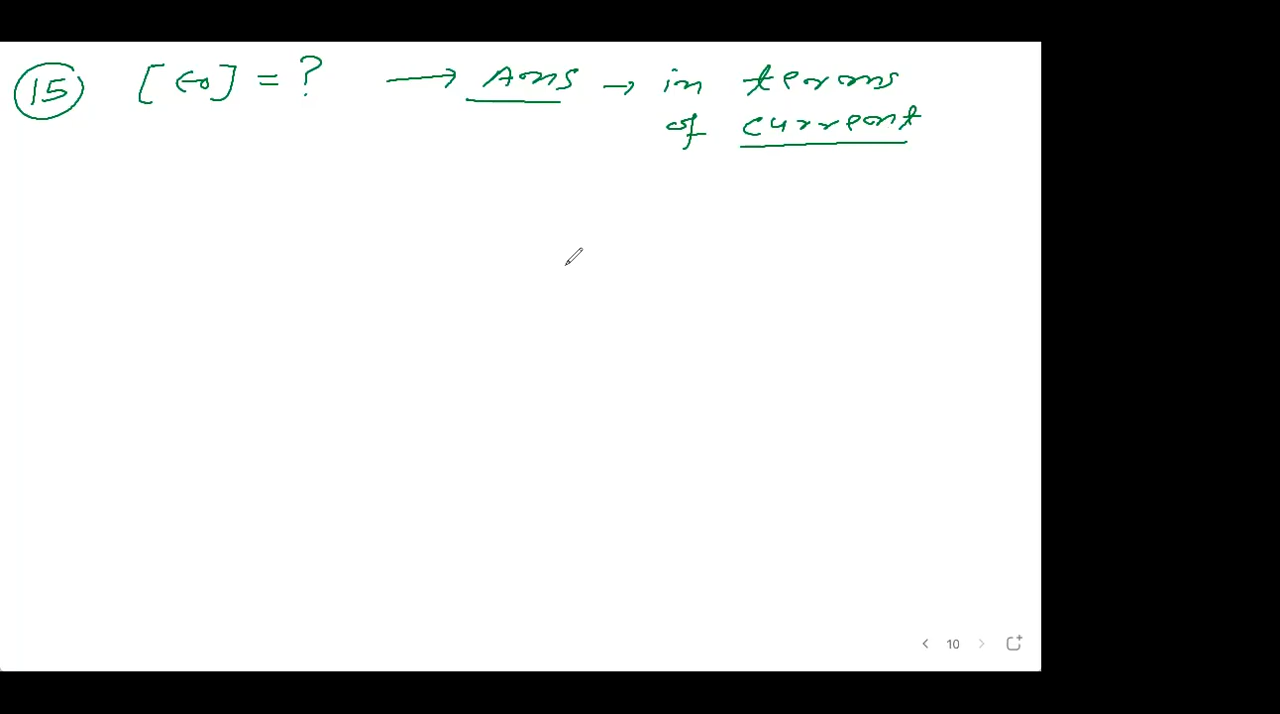 15 [ϵ₀] = ? → Ans → in terms
of current
< 10 >